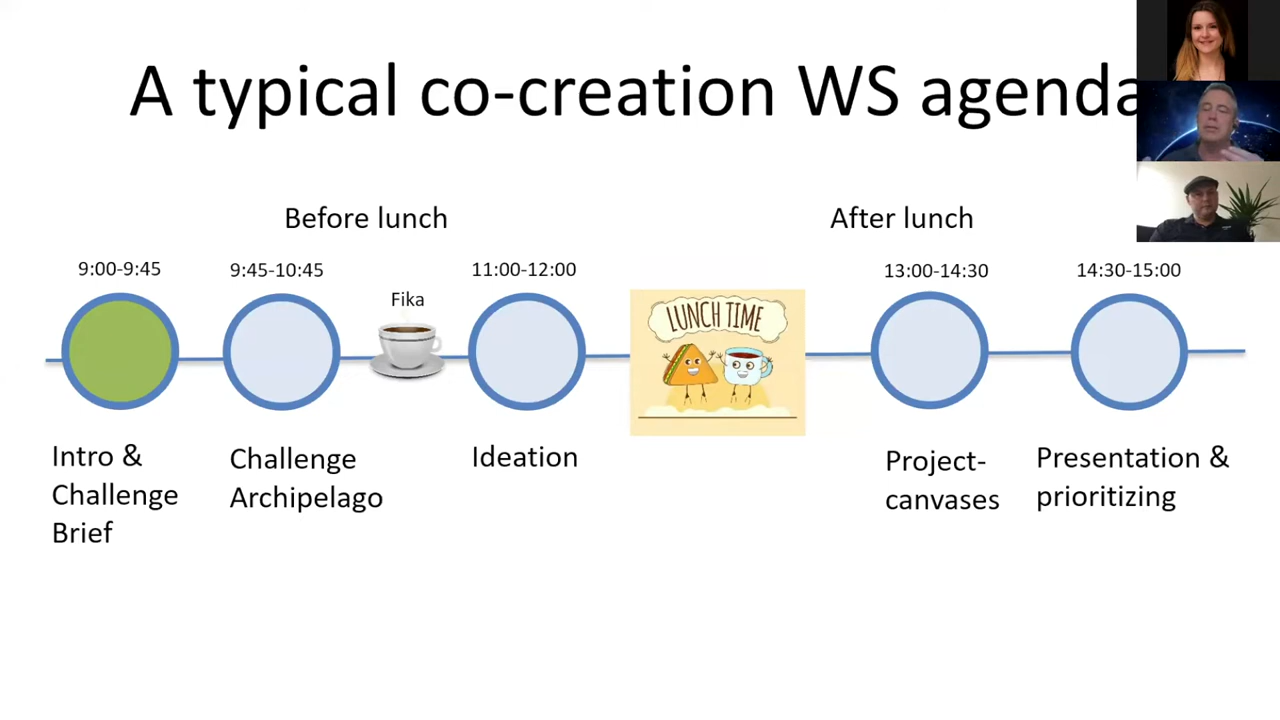 A typical co-creation WS agenda
Before lunch
After lunch
9:00-9:45
9:45-10:45
Fika
11:00-12:00
LUNCH TIME
13:00-14:30
14:30-15:00
Intro &
Challenge
Brief
Challenge
Archipelago
Ideation
Project-
canvases
Presentation &
prioritizing